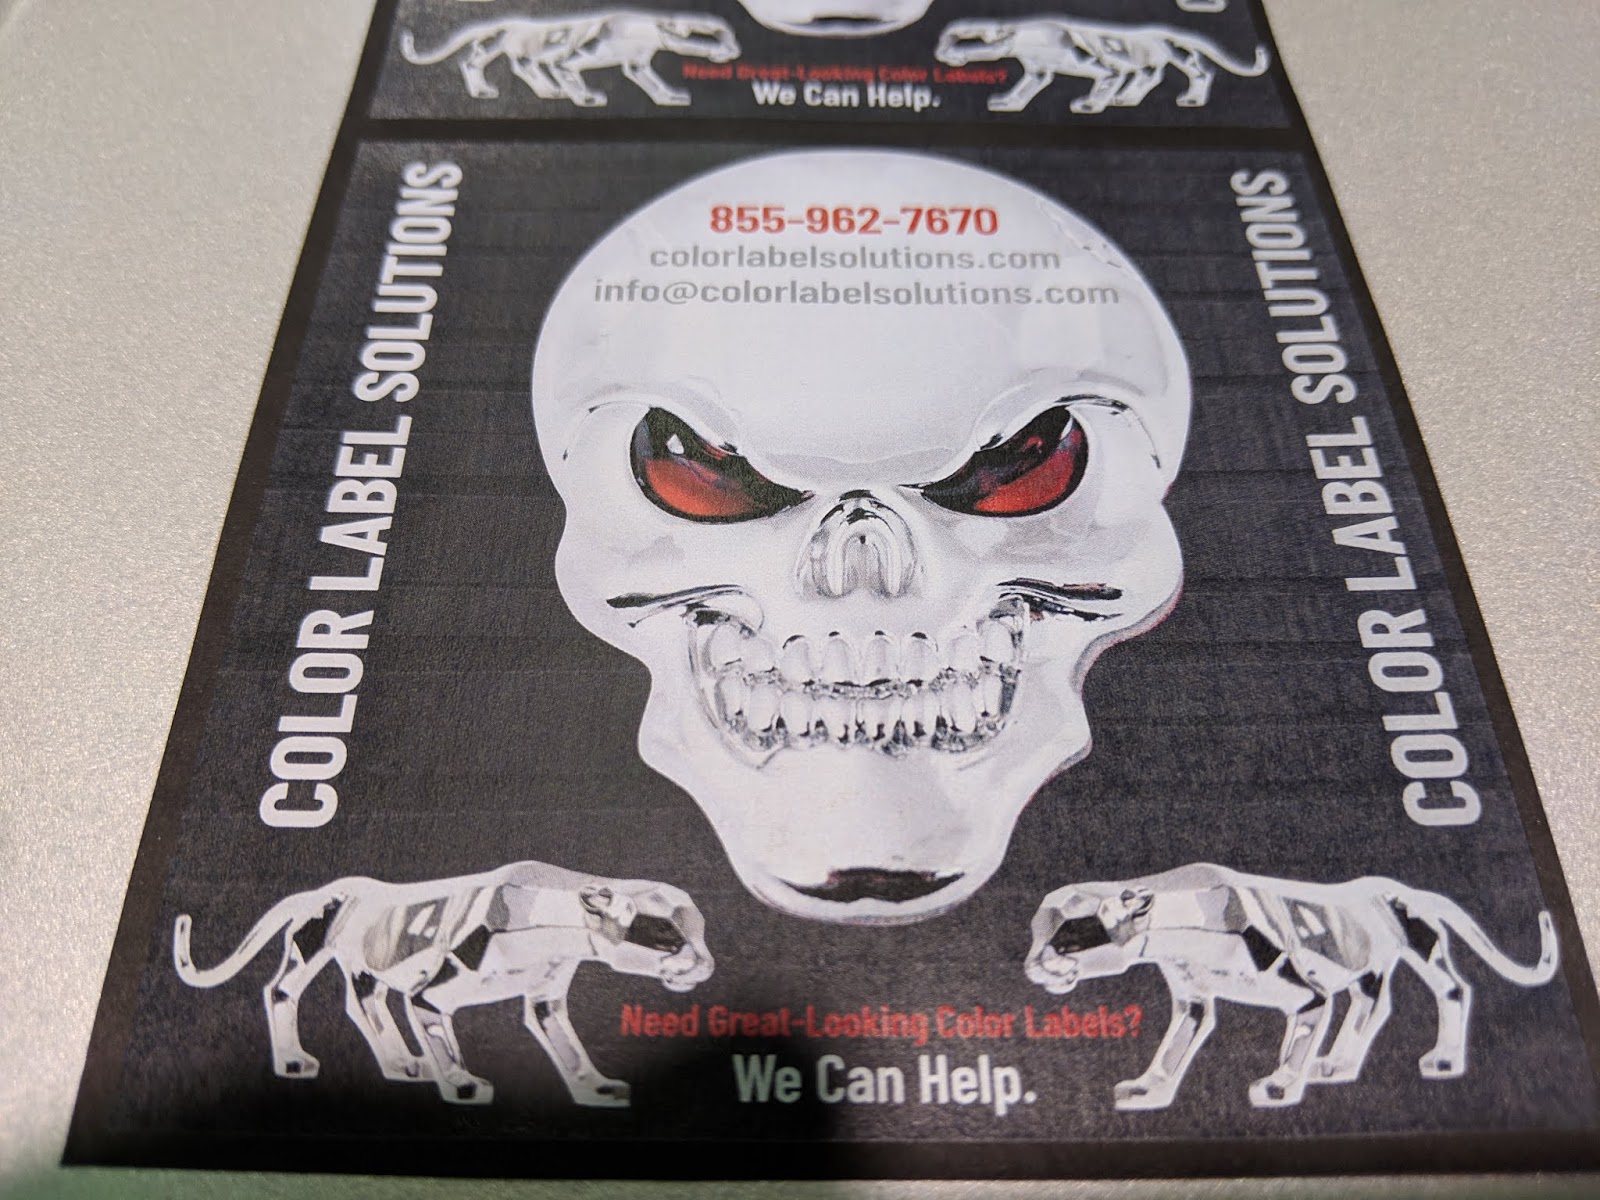 Need Great-Looking Color Labels?
We Can Help.
COLOR LABEL SOLUTIONS
855-962-7670
colorlabelsolutions.com
info@colorlabelsolutions.com
COLOR LABEL SOLUTIONS
Need Great-Looking Color Labels?
We Can Help.